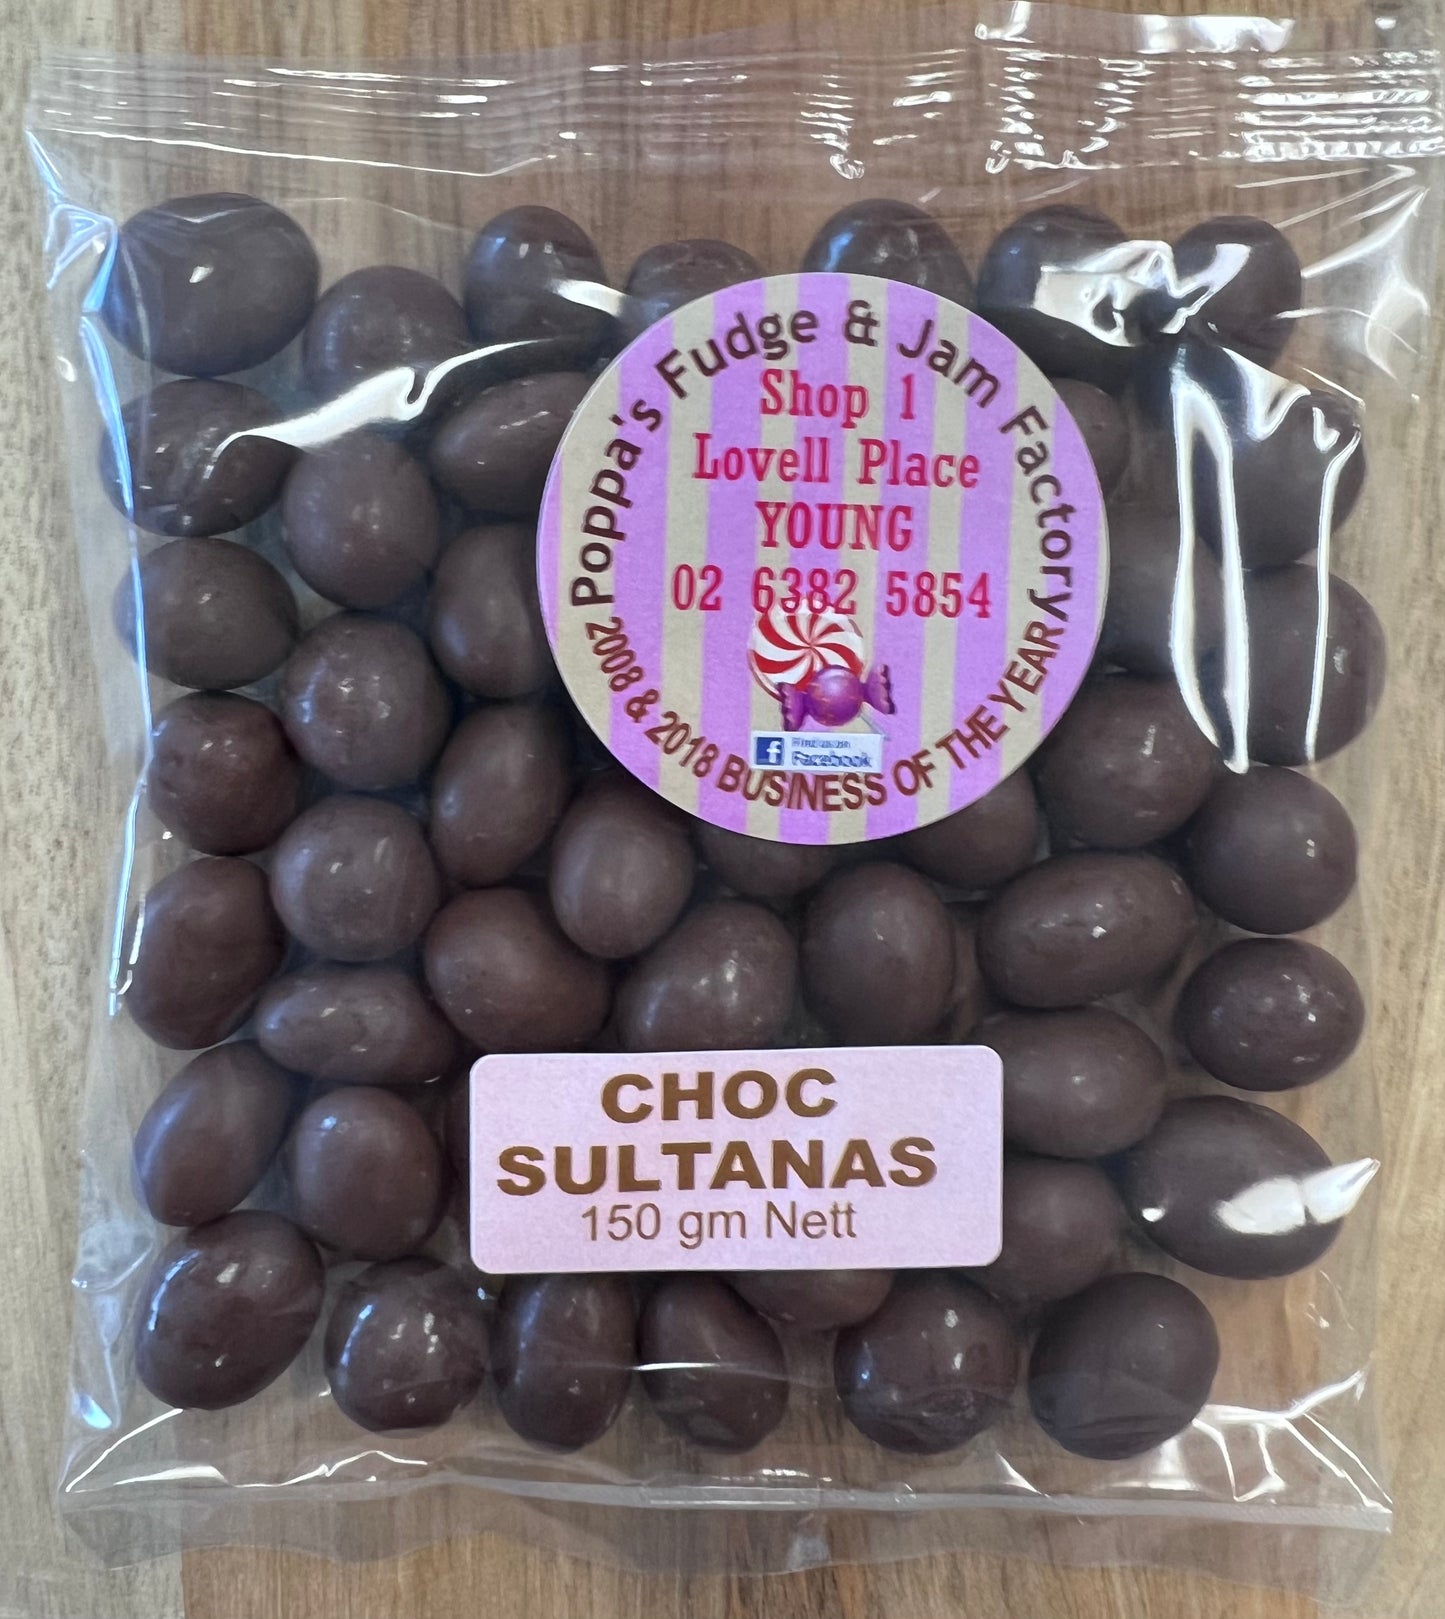 Poppa's Fudge & Jam Factory
Shop 1
Lovell Place
YOUNG
02 6382 5854
Facebook
2008 & 2018 BUSINESS OF THE YEAR
CHOC
SULTANAS
150 gm Nett